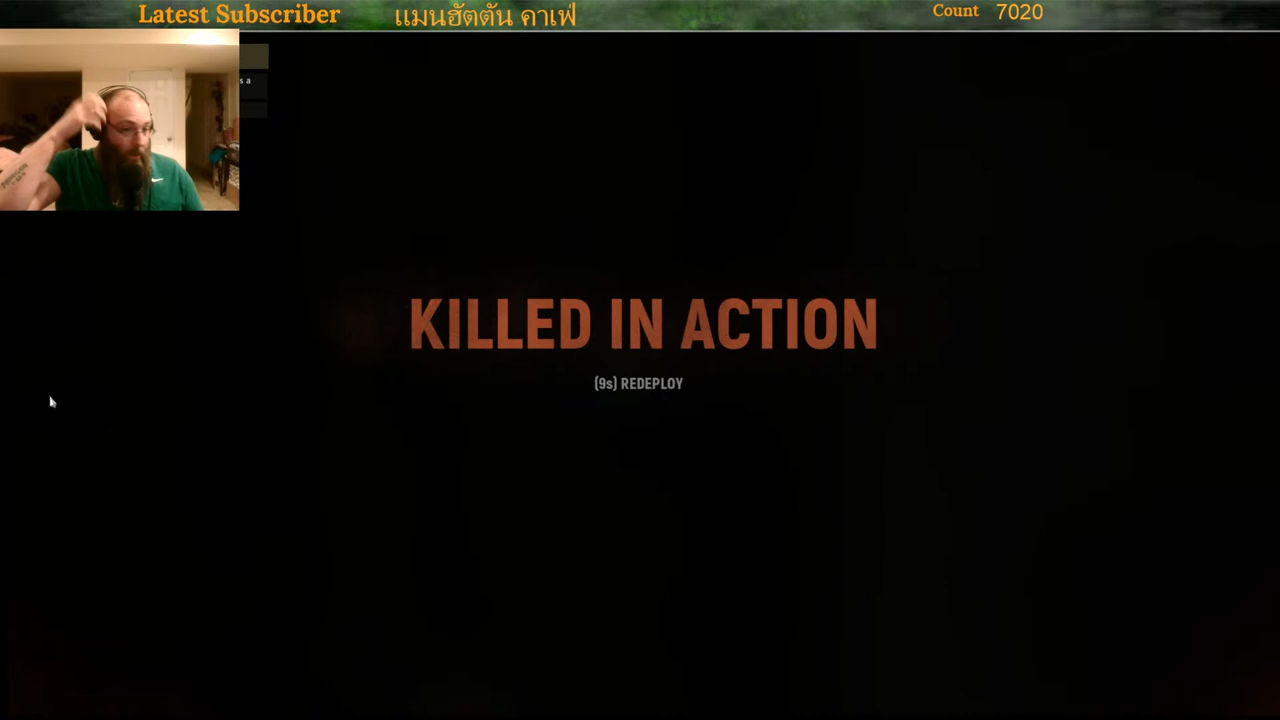 Latest Subscriber
แมนฮัตตัน คาเฟ่
Count 7020
s a
KILLED IN ACTION
(9s) REDEPLOY